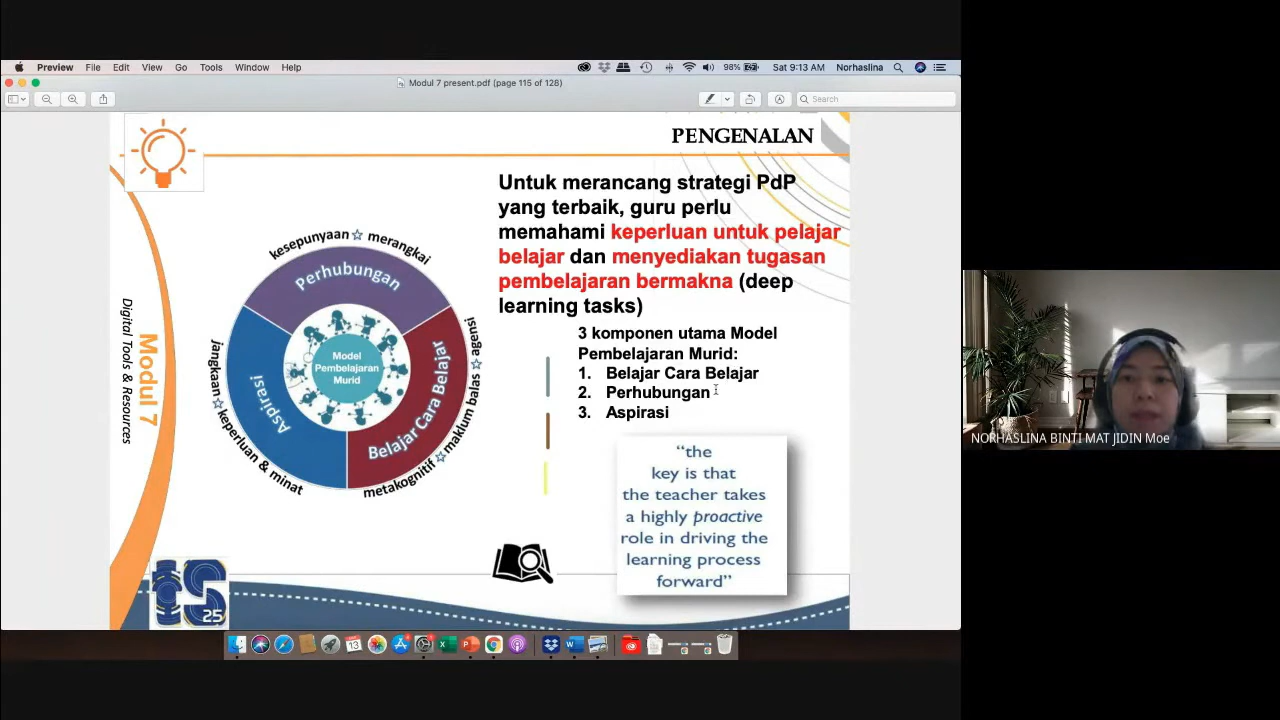 Preview File Edit View Go Tools Window Help
98% Sat 9:13 AM Norhaslina
Modul 7 present.pdf (page 115 of 128)
Search
PENGENALAN
Untuk merancang strategi PdP
yang terbaik, guru perlu
memahami keperluan untuk pelajar
belajar dan menyediakan tugasan
pembelajaran bermakna (deep
learning tasks)
3 komponen utama Model
Pembelajaran Murid:
1. Belajar Cara Belajar
2. Perhubungan
3. Aspirasi
"the
key is that
the teacher takes
a highly proactive
role in driving the
learning process
forward"
kesepunyaan ☆ merangkai
Perhubungan
jangkaan ☆ keperluan & minat
Aspirasi
metakognitif ☆ maklum balas ☆ agensi
Belajar Cara Belajar
Model
Pembelajaran
Murid
Modul 7
Digital Tools & Resources
25
13
NORHASLINA BINTI MAT JIDIN Moe